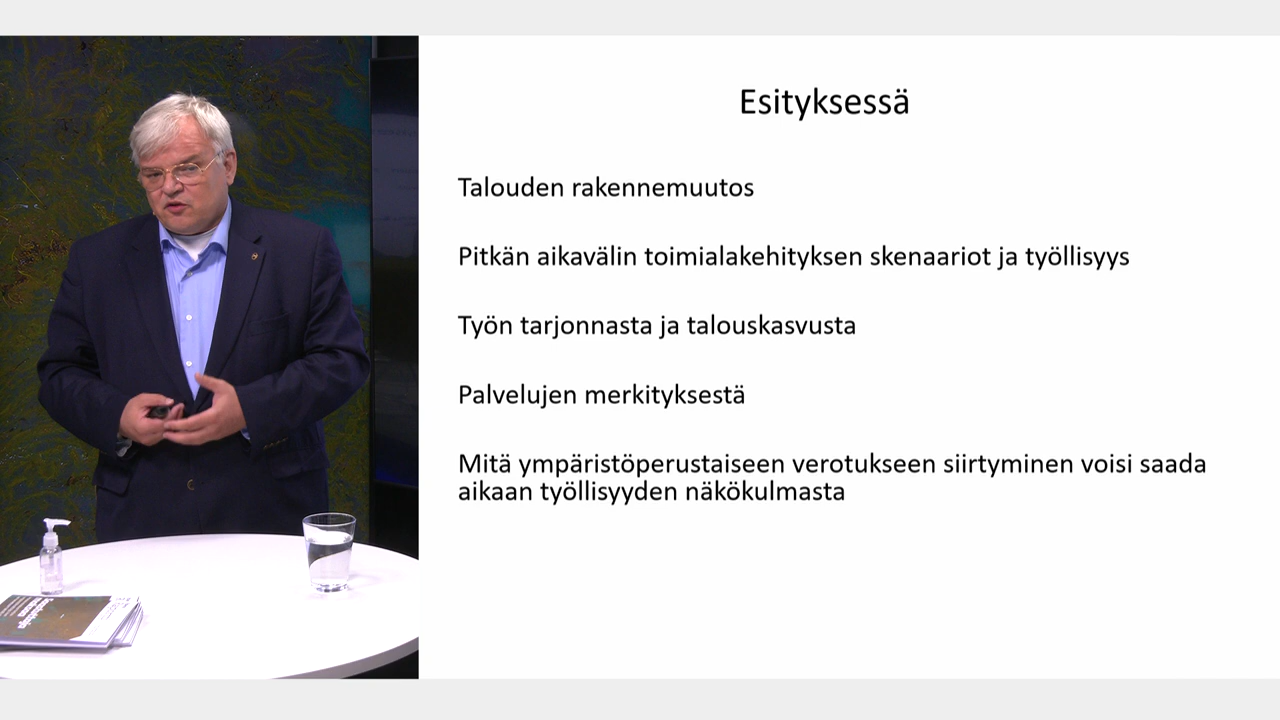 Esityksessä
Talouden rakennemuutos
Pitkän aikavälin toimialakehityksen skenaariot ja työllisyys
Työn tarjonnasta ja talouskasvusta
Palvelujen merkityksestä
Mitä ympäristöperustaiseen verotukseen siirtyminen voisi saada
aikaan työllisyyden näkökulmasta